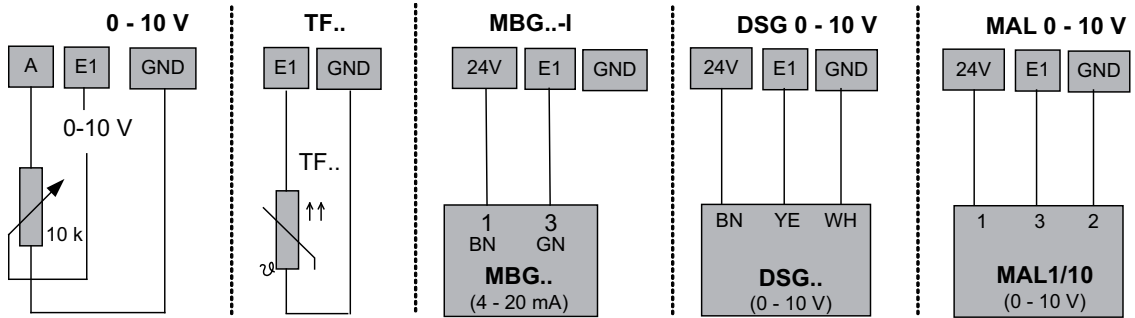 0 - 10 V
A E1 GND
0-10 V
10 k
TF..
E1 GND
TF..
↑↑
ϑ
MBG..-I
24V E1 GND
1 3
BN GN
MBG..
(4 - 20 mA)
DSG 0 - 10 V
24V E1 GND
BN YE WH
DSG..
(0 - 10 V)
MAL 0 - 10 V
24V E1 GND
1 3 2
MAL1/10
(0 - 10 V)